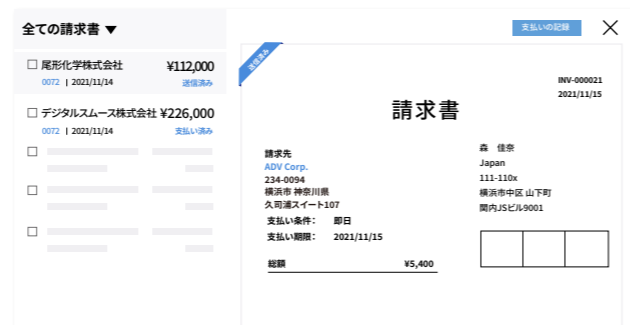 全ての請求書 ▼
尾形化学株式会社 ¥112,000
0072 | 2021/11/14 送信済み
デジタルスムース株式会社 ¥226,000
0072 | 2021/11/14 支払い済み
支払いの記録
送信済み
INV-000021
2021/11/15
請求書
請求先
ADV Corp.
234-0094
横浜市 神奈川県
久司浦スイート107
支払い条件： 即日
支払い期限： 2021/11/15
総額 ¥5,400
森 佳奈
Japan
111-110x
横浜市中区 山下町
関内JSビル9001